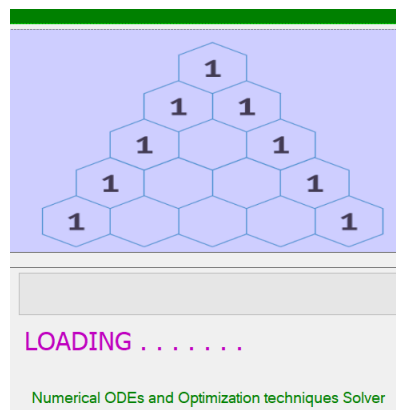 1
1 1
1 1
1 1
1 1
LOADING . . . . . . .
Numerical ODEs and Optimization techniques Solver